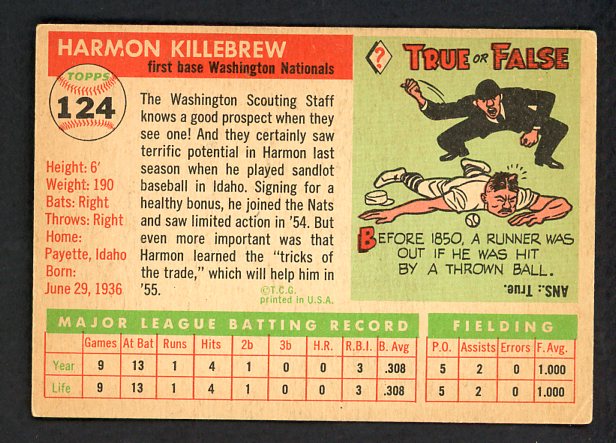 HARMON KILLEBREW
first base Washington Nationals
TOPPS
124
Height: 6'
Weight: 190
Bats: Right
Throws: Right
Home:
Payette, Idaho
Born:
June 29, 1936
The Washington Scouting Staff
knows a good prospect when they
see one! And they certainly saw
terrific potential in Harmon last
season when he played sandlot
baseball in Idaho. Signing for a
healthy bonus, he joined the Nats
and saw limited action in '54. But
even more important was that
Harmon learned the "tricks of
the trade," which will help him in
'55.
©T.C.G.
printed in U.S.A.
? TRUE OR FALSE
BEFORE 1850, A RUNNER WAS
OUT IF HE WAS HIT
BY A THROWN BALL.
ANS.: True.
MAJOR LEAGUE BATTING RECORD FIELDING
Games At Bat Runs Hits 2b 3b H.R. R.B.I. B. Avg P.O. Assists Errors F. Avg.
Year 9 13 1 4 1 0 0 3 .308 5 2 0 1.000
Life 9 13 1 4 1 0 0 3 .308 5 2 0 1.000